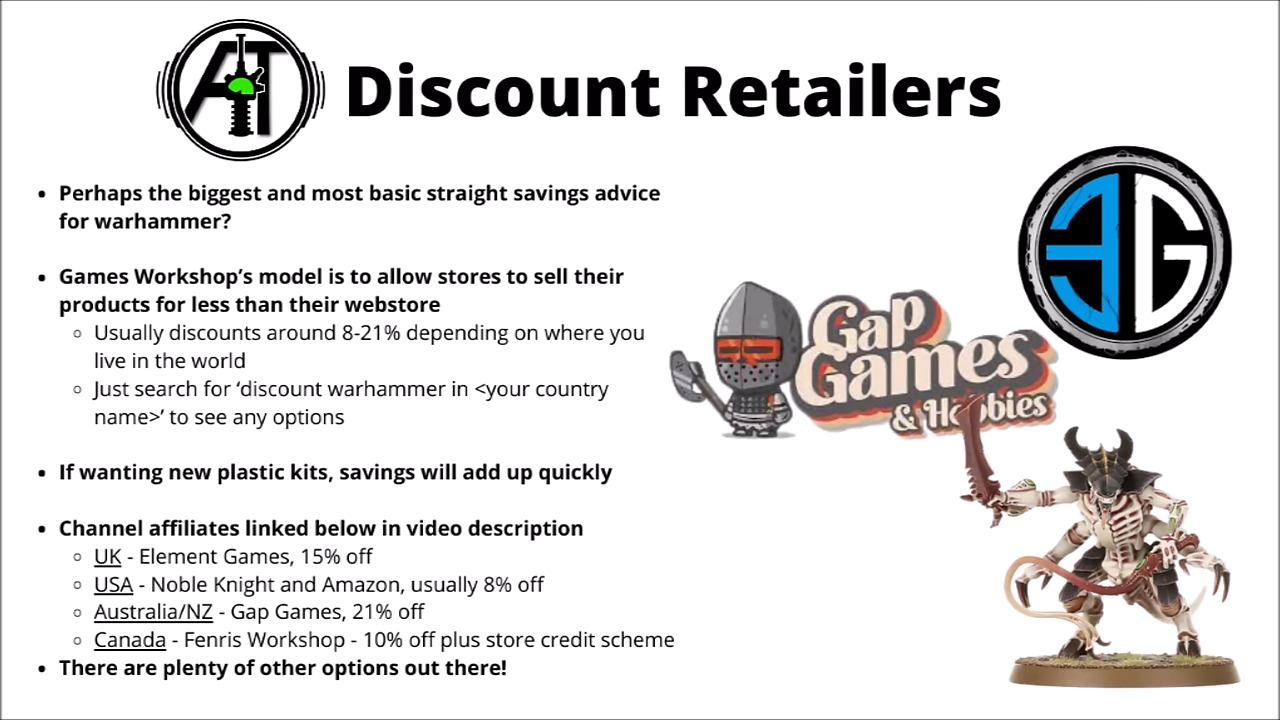 AT
Discount Retailers
• Perhaps the biggest and most basic straight savings advice
for warhammer?
• Games Workshop's model is to allow stores to sell their
products for less than their webstore
◦ Usually discounts around 8-21% depending on where you
live in the world
◦ Just search for ‘discount warhammer in <your country
name>’ to see any options
• If wanting new plastic kits, savings will add up quickly
• Channel affiliates linked below in video description
◦ UK - Element Games, 15% off
◦ USA - Noble Knight and Amazon, usually 8% off
◦ Australia/NZ - Gap Games, 21% off
◦ Canada - Fenris Workshop - 10% off plus store credit scheme
• There are plenty of other options out there!
EG
Gap
Games
& Hobbies